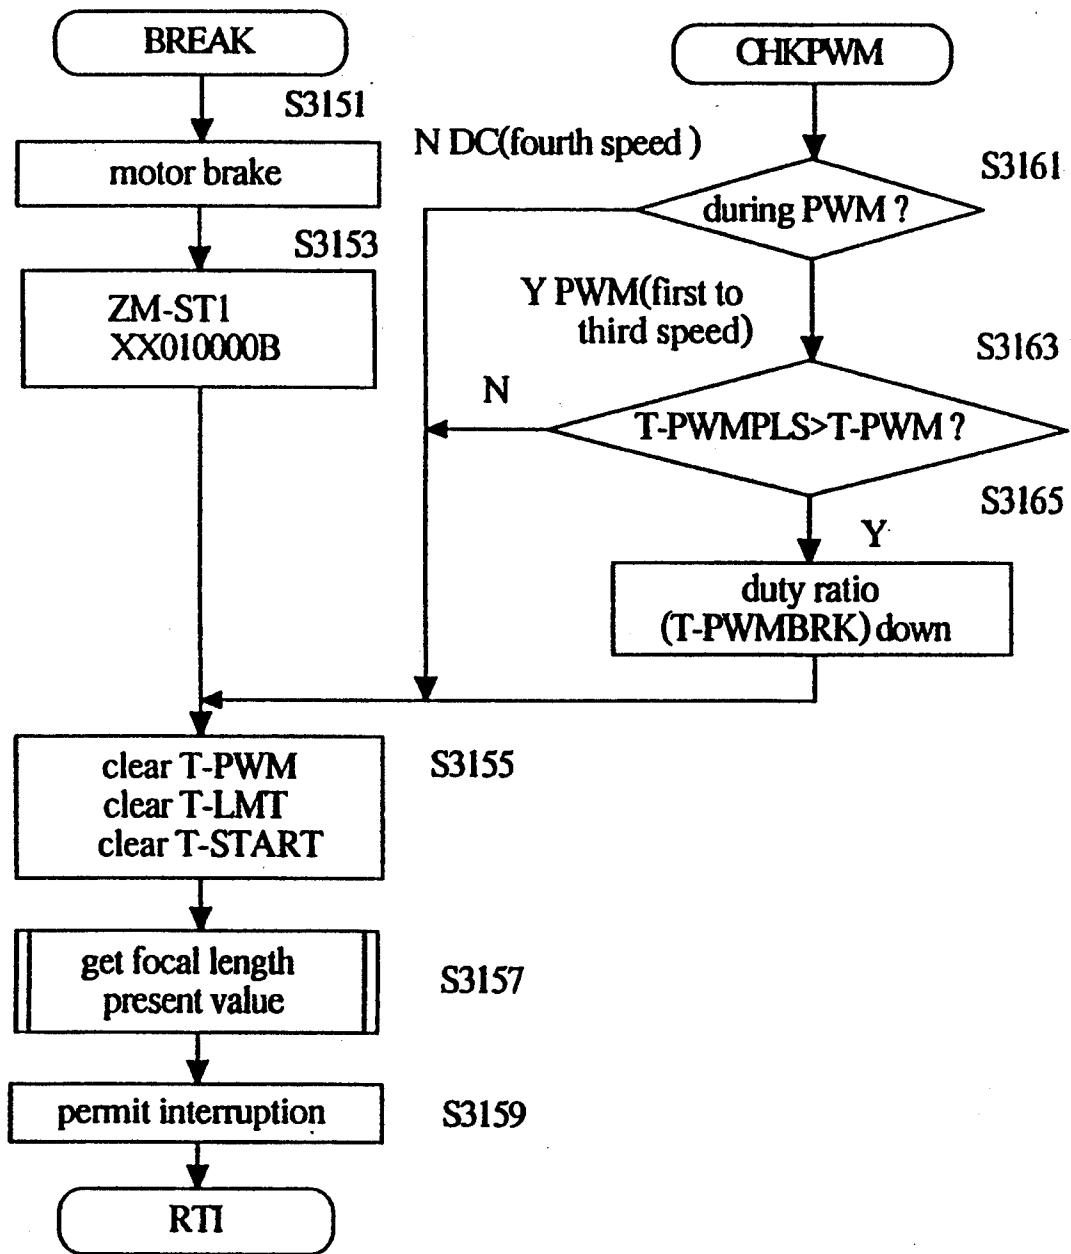 BREAK
S3151
motor brake
S3153
ZM-ST1
XX010000B
CHKPWM
N DC(fourth speed )
S3161
during PWM ?
Y PWM(first to
third speed)
S3163
N
T-PWMPLS>T-PWM ?
S3165
Y
duty ratio
(T-PWMBRK) down
clear T-PWM
clear T-LMT
clear T-START
S3155
get focal length
present value
S3157
permit interruption
S3159
RTI